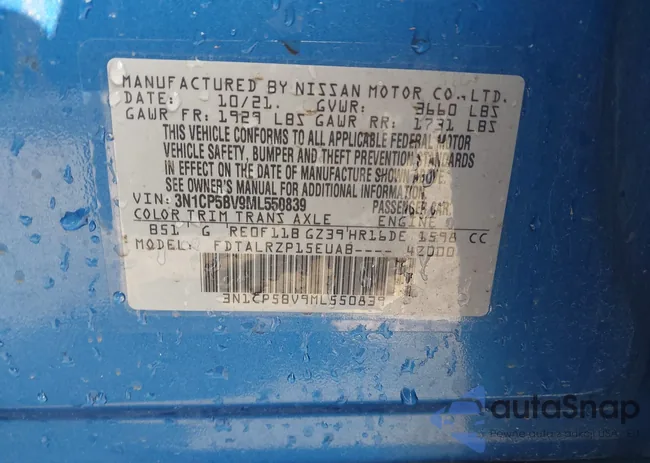 MANUFACTURED BY NISSAN MOTOR CO., LTD.
DATE: 10/21. GVWR: 3660 LBS
GAWR FR: 1929 LBS GAWR RR: 1731 LBS
THIS VEHICLE CONFORMS TO ALL APPLICABLE FEDERAL MOTOR
VEHICLE SAFETY, BUMPER AND THEFT PREVENTION STANDARDS
IN EFFECT ON THE DATE OF MANUFACTURE SHOWN ABOVE.
SEE OWNER'S MANUAL FOR ADDITIONAL INFORMATION.
VIN: 3N1CP5BV9ML550839 PASSENGER CAR
COLOR TRIM TRANS AXLE ENGINE
B51 G RE0F11B GZ39 HR16DE 1598 CC
MODEL: FDTALRZP15EUAB---- 4Z000
3N1CP5BV9ML550839
autoSnap